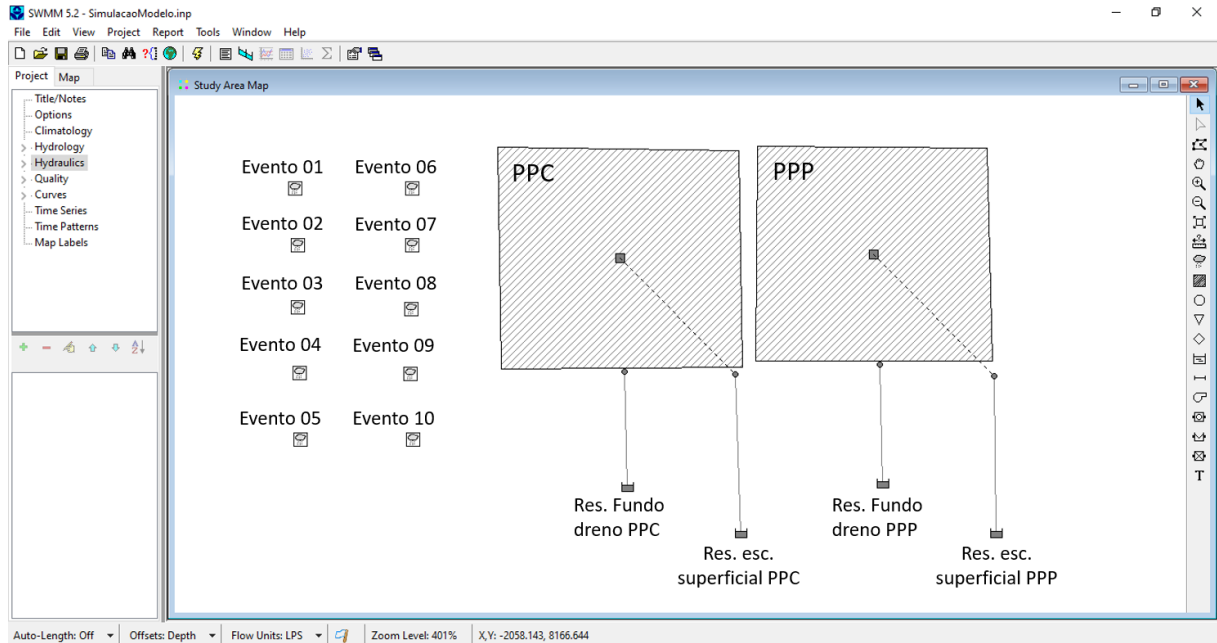 SWMM 5.2 - SimulacaoModelo.inp
File Edit View Project Report Tools Window Help
Project Map
Title/Notes
Options
Climatology
Hydrology
Hydraulics
Quality
Curves
Time Series
Time Patterns
Map Labels
Study Area Map
Evento 01 Evento 06
Evento 02 Evento 07
Evento 03 Evento 08
Evento 04 Evento 09
Evento 05 Evento 10
PPC
PPP
Res. Fundo
dreno PPC
Res. esc.
superficial PPC
Res. Fundo
dreno PPP
Res. esc.
superficial PPP
T
Auto-Length: Off Offsets: Depth Flow Units: LPS Zoom Level: 401% X,Y: -2058.143, 8166.644